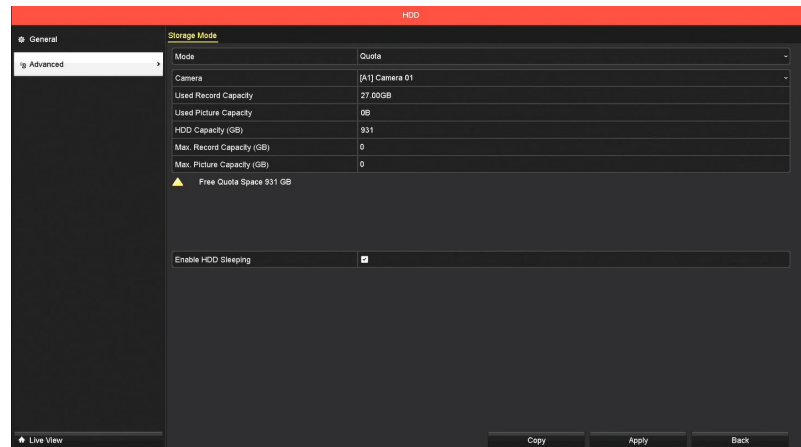 HDD
General
Advanced
Storage Mode
Mode Quota
Camera [A1] Camera 01
Used Record Capacity 27.00GB
Used Picture Capacity 0B
HDD Capacity (GB) 931
Max. Record Capacity (GB) 0
Max. Picture Capacity (GB) 0
Free Quota Space 931 GB
Enable HDD Sleeping
Live View
Copy Apply Back